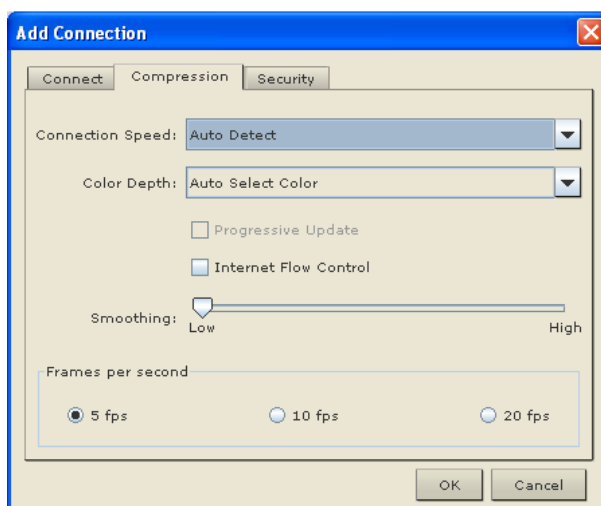 Add Connection
Connect Compression Security
Connection Speed: Auto Detect
Color Depth: Auto Select Color
Progressive Update
Internet Flow Control
Smoothing:
Low High
Frames per second
5 fps 10 fps 20 fps
OK Cancel